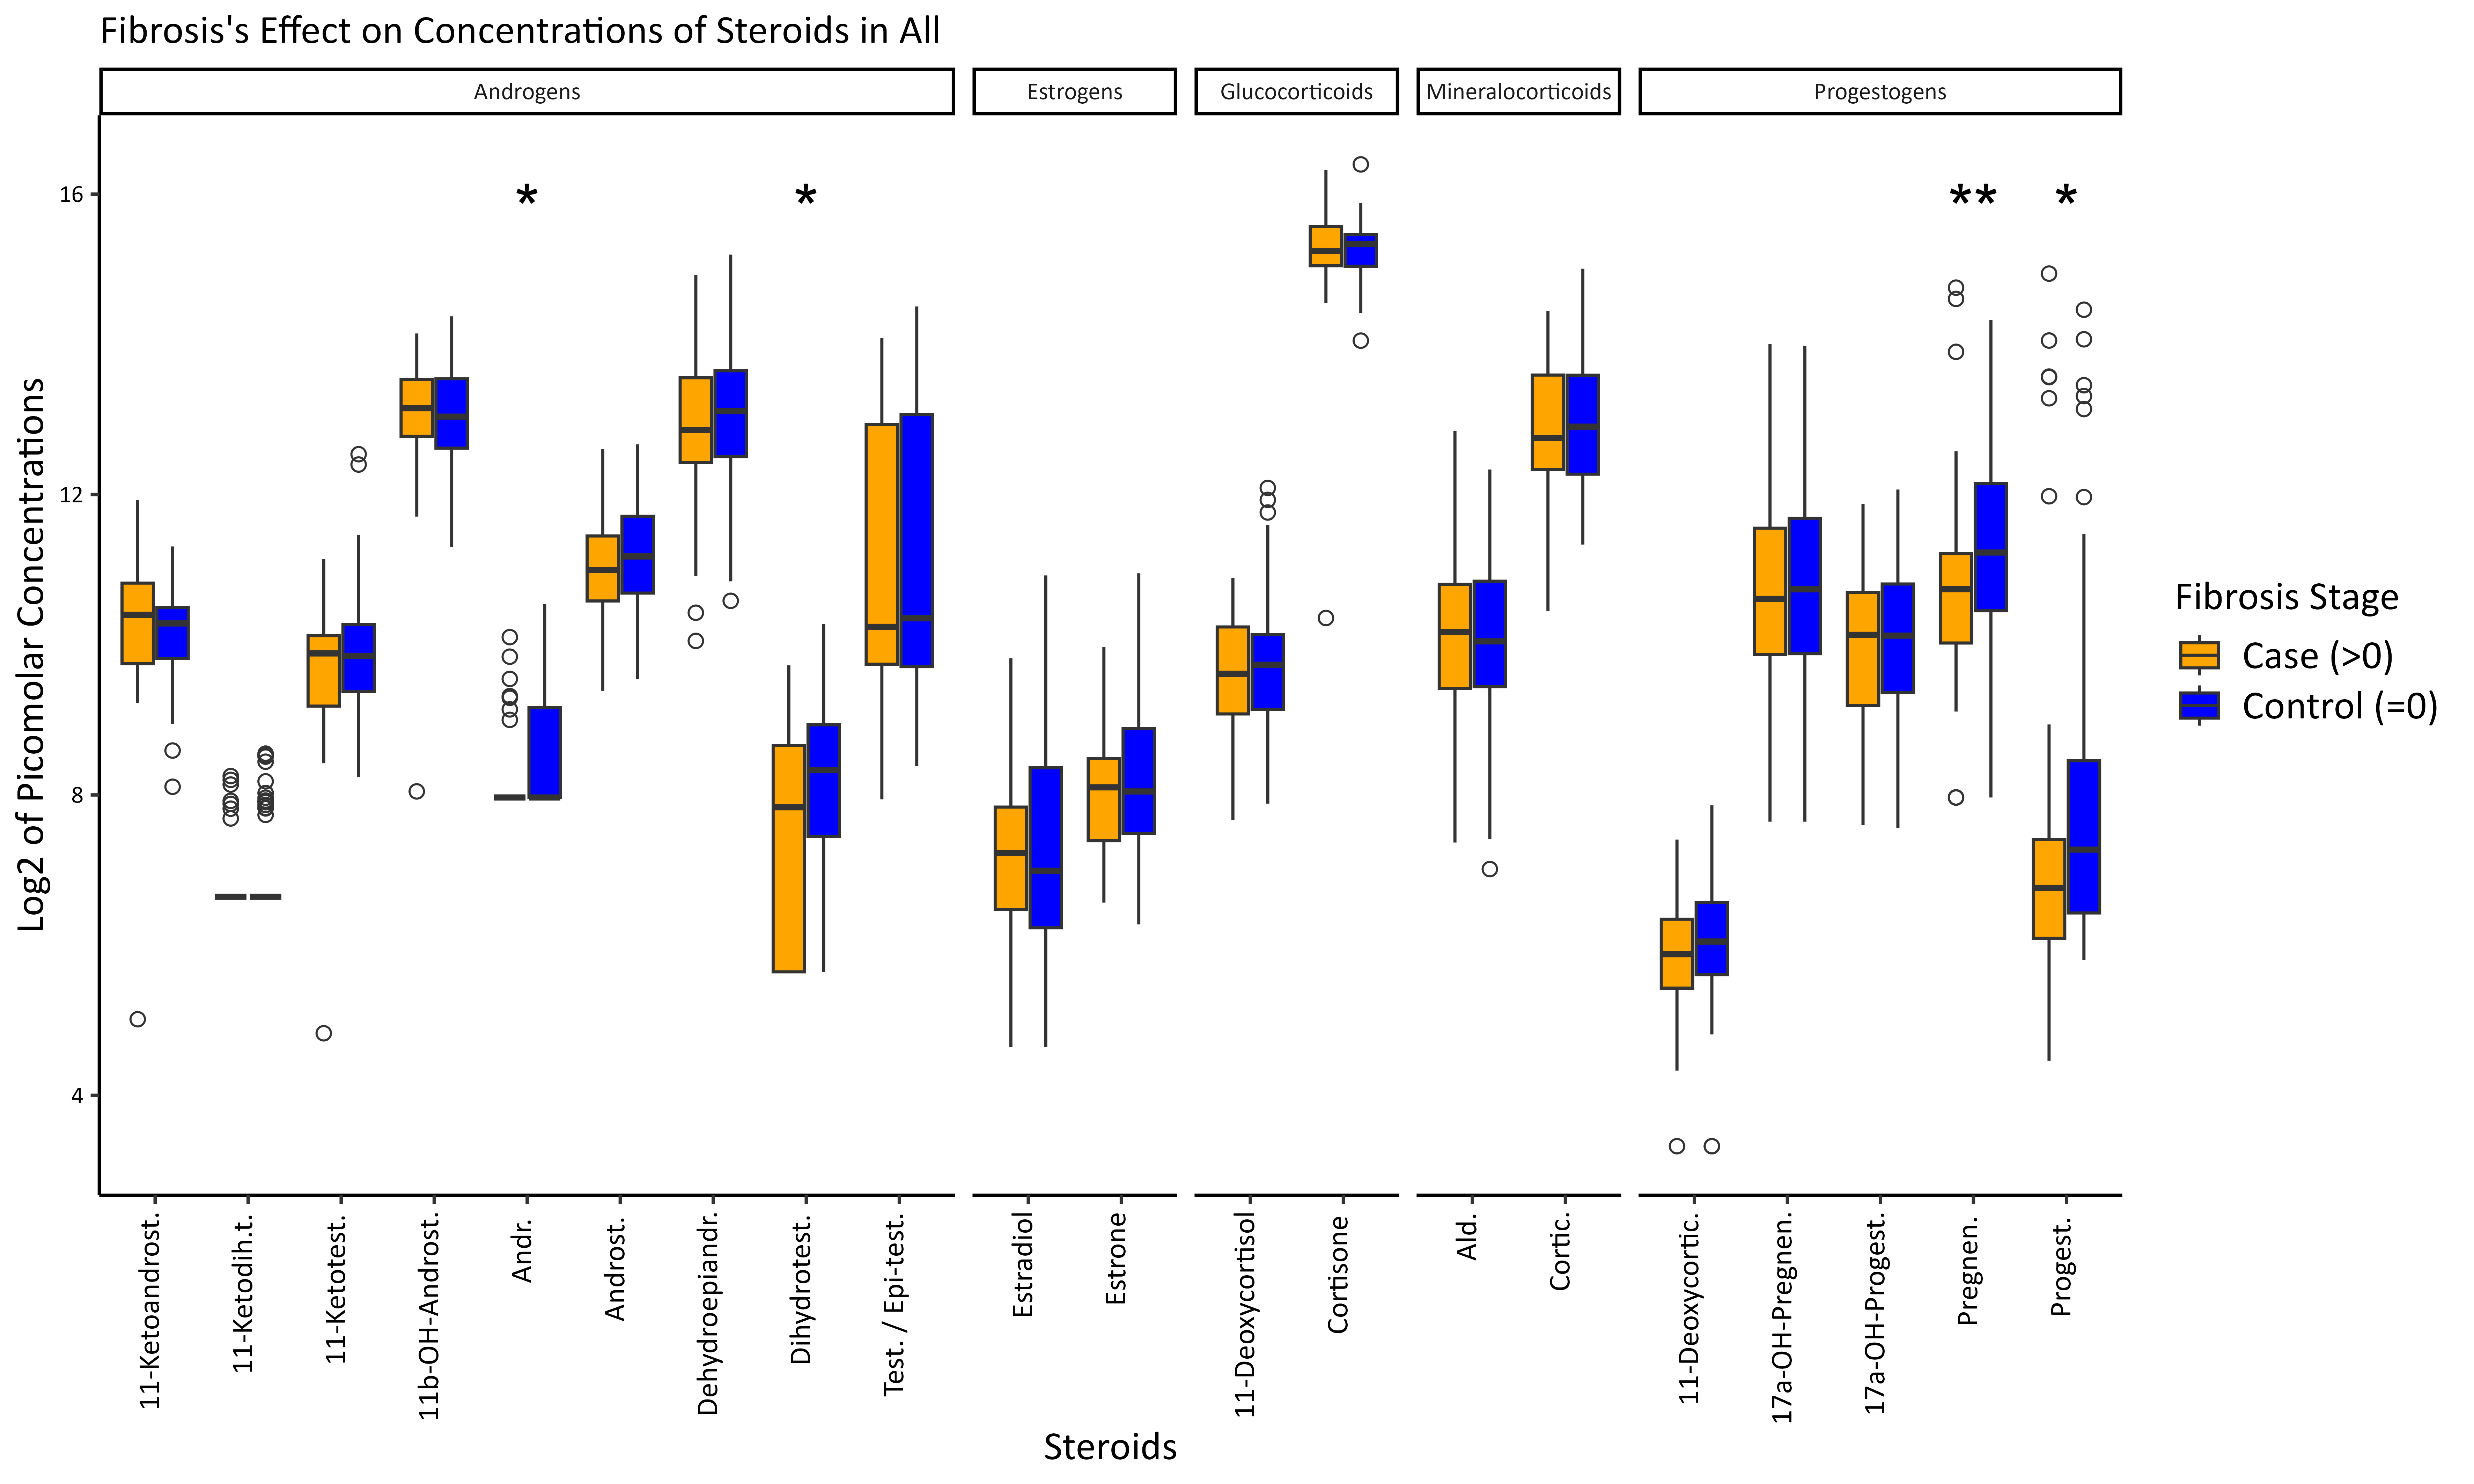 Fibrosis's Effect on Concentrations of Steroids in All
Androgens
Estrogens
Glucocorticoids
Mineralocorticoids
Progestogens
Log2 of Picomolar Concentrations
16
12
8
4
*
*
**
*
11-Ketoandrost.
11-Ketodih.t.
11-Ketotest.
11b-OH-Androst.
Andr.
Androst.
Dehydroepiandr.
Dihydrotest.
Test. / Epi-test.
Estradiol
Estrone
11-Deoxycortisol
Cortisone
Ald.
Cortic.
11-Deoxycortic.
17a-OH-Pregnen.
17a-OH-Progest.
Pregnen.
Progest.
Steroids
Fibrosis Stage
Case (>0)
Control (=0)